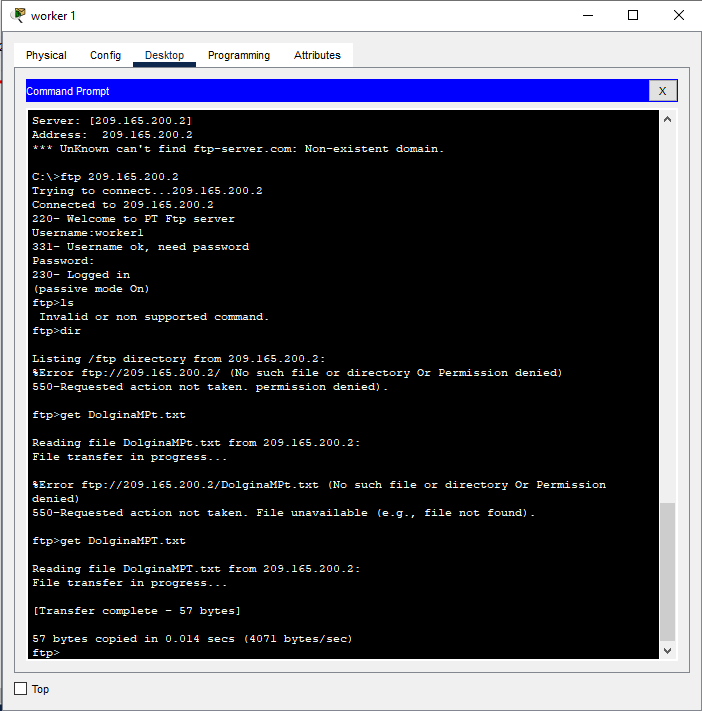 worker 1
Physical Config Desktop Programming Attributes
Command Prompt X
Server: [209.165.200.2]
Address:  209.165.200.2
*** UnKnown can't find ftp-server.com: Non-existent domain.
C:\>ftp 209.165.200.2
Trying to connect...209.165.200.2
Connected to 209.165.200.2
220- Welcome to PT Ftp server
Username:worker1
331- Username ok, need password
Password:
230- Logged in
(passive mode On)
ftp>ls
Invalid or non supported command.
ftp>dir
Listing /ftp directory from 209.165.200.2:
%Error ftp://209.165.200.2/ (No such file or directory Or Permission denied)
550-Requested action not taken. permission denied).
ftp>get DolginaMPt.txt
Reading file DolginaMPt.txt from 209.165.200.2:
File transfer in progress...
%Error ftp://209.165.200.2/DolginaMPt.txt (No such file or directory Or Permission
denied)
550-Requested action not taken. File unavailable (e.g., file not found).
ftp>get DolginaMPT.txt
Reading file DolginaMPT.txt from 209.165.200.2:
File transfer in progress...
[Transfer complete - 57 bytes]
57 bytes copied in 0.014 secs (4071 bytes/sec)
ftp>
Top